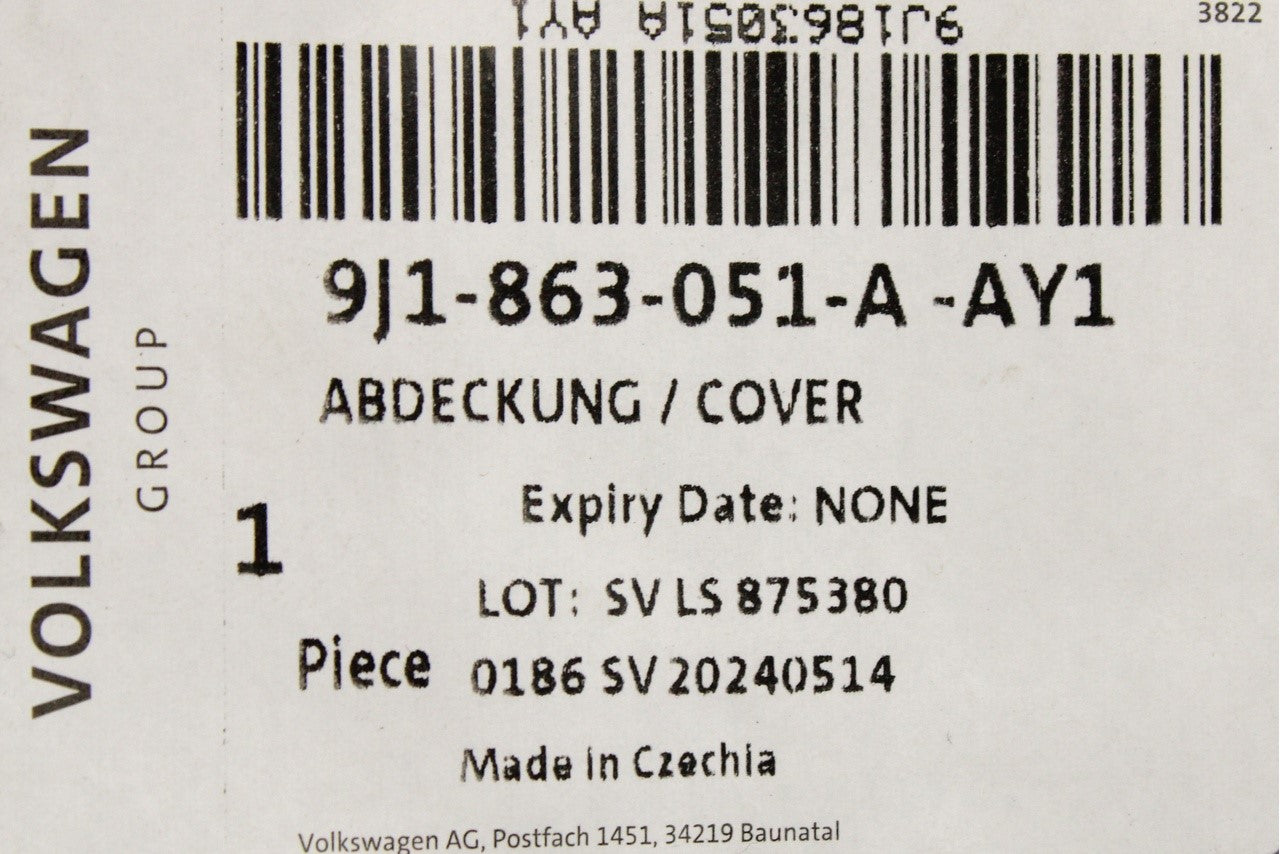 3822
9J1863051A AY1
9J1-863-051-A -AY1
ABDECKUNG / COVER
Expiry Date: NONE
1
LOT: SV LS 875380
Piece
0186 SV 20240514
Made in Czechia
Volkswagen AG, Postfach 1451, 34219 Baunatal
VOLKSWAGEN
GROUP